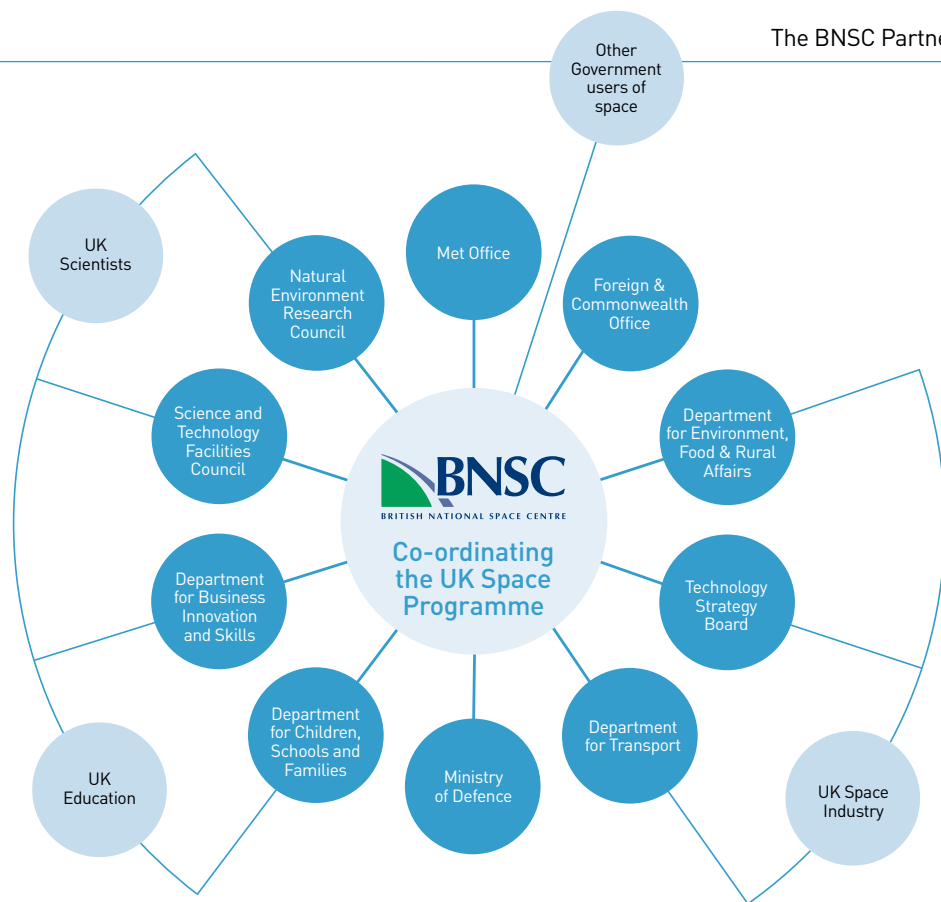 The BNSC Partne
Other
Government
users of
space
UK
Scientists
Natural
Environment
Research
Council
Met Office
Foreign &
Commonwealth
Office
Science and
Technology
Facilities
Council
Department
for Environment,
Food & Rural
Affairs
BNSC
BRITISH NATIONAL SPACE CENTRE
Co-ordinating
the UK Space
Programme
Department
for Business
Innovation
and Skills
Technology
Strategy
Board
Department
for Children,
Schools and
Families
Ministry
of Defence
Department
for Transport
UK
Education
UK Space
Industry